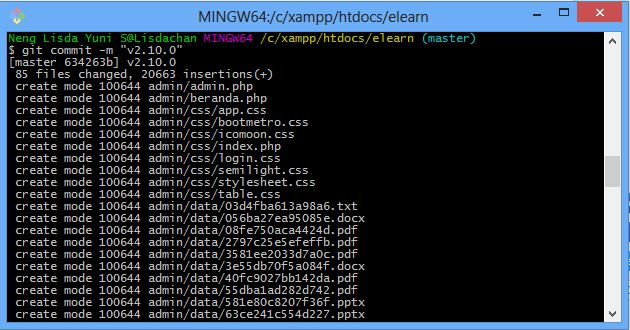 MINGW64:/c/xampp/htdocs/elearn
Neng Lisda Yuni S@Lisdachan MINGW64 /c/xampp/htdocs/elearn (master)
$ git commit -m "v2.10.0"
[master 634263b] v2.10.0
 85 files changed, 20663 insertions(+)
 create mode 100644 admin/admin.php
 create mode 100644 admin/beranda.php
 create mode 100644 admin/css/app.css
 create mode 100644 admin/css/bootmetro.css
 create mode 100644 admin/css/icomoon.css
 create mode 100644 admin/css/index.php
 create mode 100644 admin/css/login.css
 create mode 100644 admin/css/semilight.css
 create mode 100644 admin/css/stylesheet.css
 create mode 100644 admin/css/table.css
 create mode 100644 admin/data/03d4fba613a98a6.txt
 create mode 100644 admin/data/056ba27ea95085e.docx
 create mode 100644 admin/data/08fe750aca4424d.pdf
 create mode 100644 admin/data/2797c25e5efeffb.pdf
 create mode 100644 admin/data/3581ee2033d7a0c.pdf
 create mode 100644 admin/data/3e55db70f5a084f.docx
 create mode 100644 admin/data/40fc9027bb142da.pdf
 create mode 100644 admin/data/55dba1ad282d742.pdf
 create mode 100644 admin/data/581e80c8207f36f.pptx
 create mode 100644 admin/data/63ce241c554d227.pptx